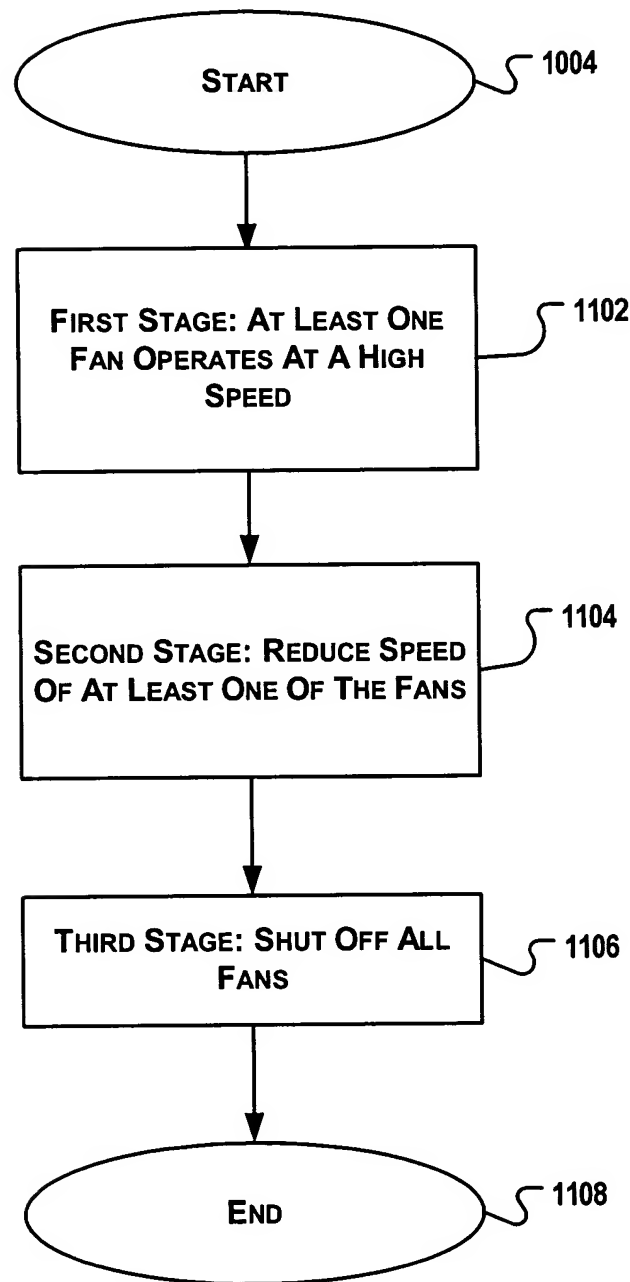 START
1004
FIRST STAGE: AT LEAST ONE
FAN OPERATES AT A HIGH
SPEED
1102
SECOND STAGE: REDUCE SPEED
OF AT LEAST ONE OF THE FANS
1104
THIRD STAGE: SHUT OFF ALL
FANS
1106
END
1108